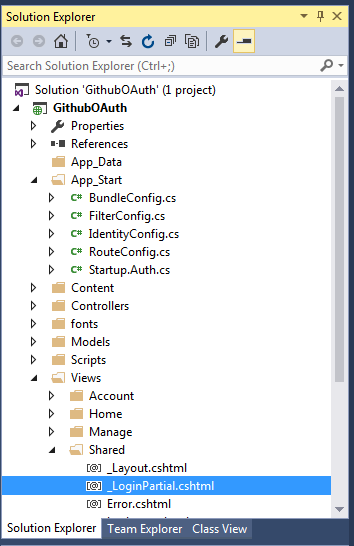 Solution Explorer
Search Solution Explorer (Ctrl+;)
Solution 'GithubOAuth' (1 project)
GithubOAuth
Properties
References
App_Data
App_Start
C# BundleConfig.cs
C# FilterConfig.cs
C# IdentityConfig.cs
C# RouteConfig.cs
C# Startup.Auth.cs
Content
Controllers
fonts
Models
Scripts
Views
Account
Home
Manage
Shared
[@] _Layout.cshtml
[@] _LoginPartial.cshtml
[@] Error.cshtml
Solution Explorer Team Explorer Class View